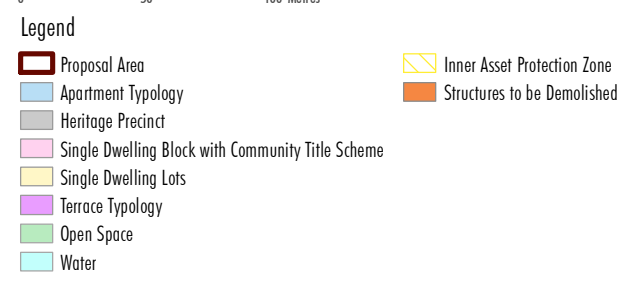 Legend
Proposal Area
Apartment Typology
Heritage Precinct
Single Dwelling Block with Community Title Scheme
Single Dwelling Lots
Terrace Typology
Open Space
Water
Inner Asset Protection Zone
Structures to be Demolished